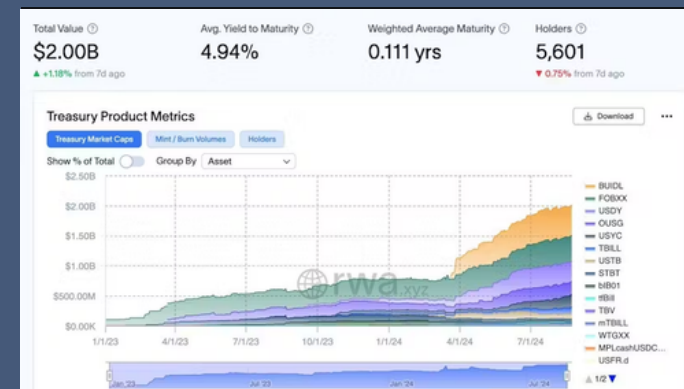 Total Value
Avg. Yield to Maturity
Weighted Average Maturity
Holders
$2.00B
4.94%
0.111 yrs
5,601
▲ +1.18% from 7d ago
▼ 0.75% from 7d ago
Treasury Product Metrics
Download
Treasury Market Caps
Mint / Burn Volumes
Holders
Show % of Total
Group By
Asset
$2.50B
$2.00B
$1.50B
$1.00B
$500.00M
$0.00K
1/1/23
4/1/23
7/1/23
10/1/23
1/1/24
4/1/24
7/1/24
rwa.xyz
BUIDL
FOBXX
USDY
OUSG
USYC
TBILL
USTB
STBT
bIB01
TBV
mTBILL
WTGXX
MPLcashUSDC...
USFR.d
1/2
Jan '23
Jul '23
Jan '24
Jul '24